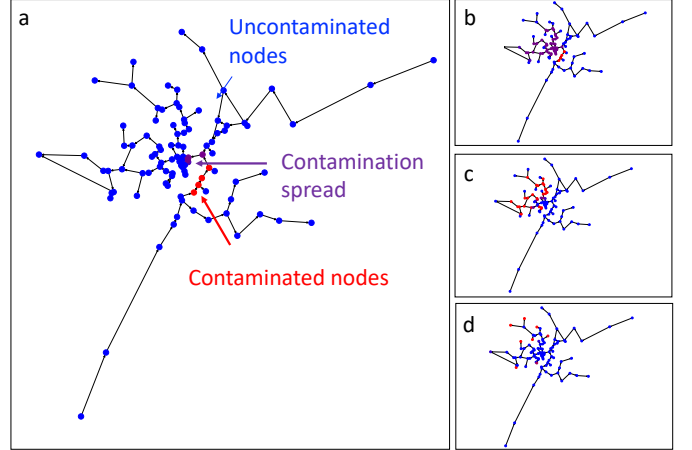 a
Uncontaminated
nodes
Contamination
spread
Contaminated nodes
b
c
d